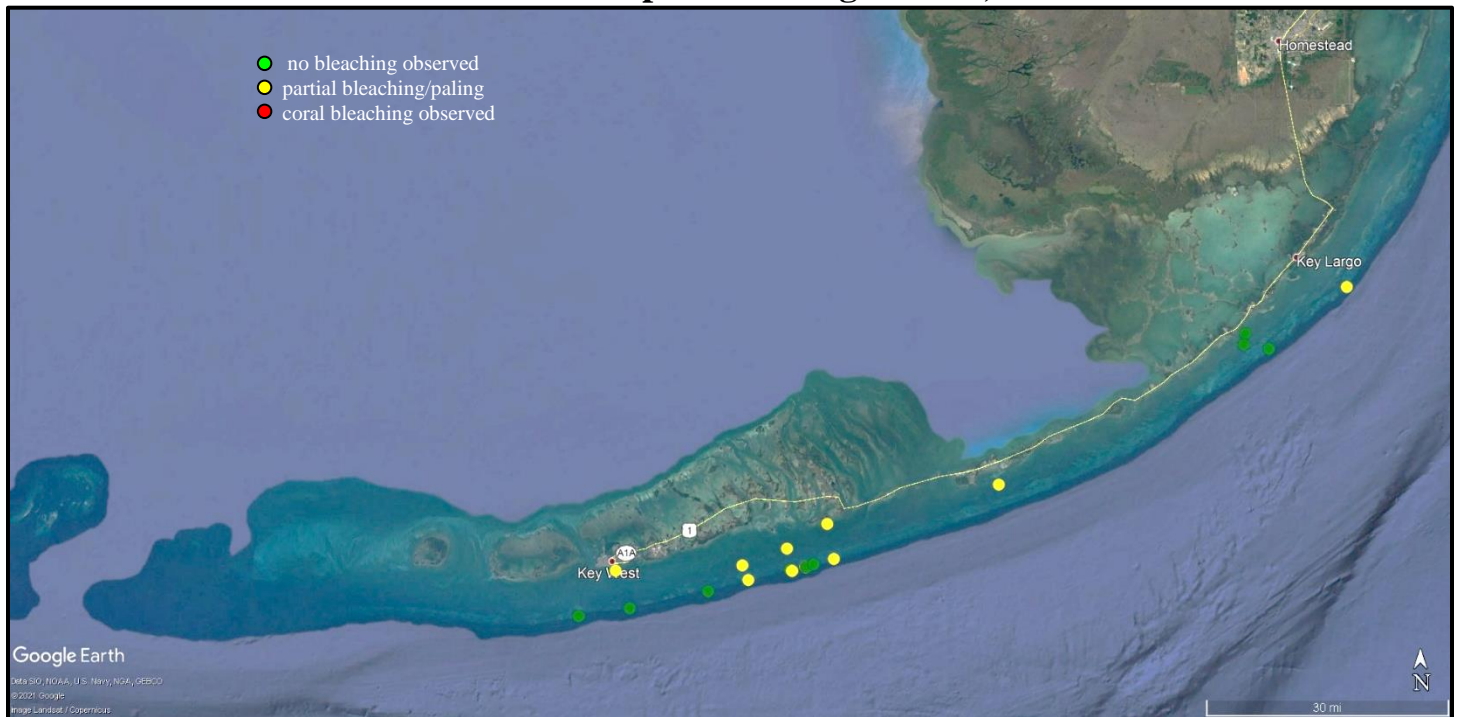 no bleaching observed
partial bleaching/paling
coral bleaching observed
Homestead
Key Largo
1
A1A
Key West
Google Earth
Data SIO, NOAA, U.S. Navy, NGA, GEBCO
©2021 Google
Image Landsat / Copernicus
N
30 mi